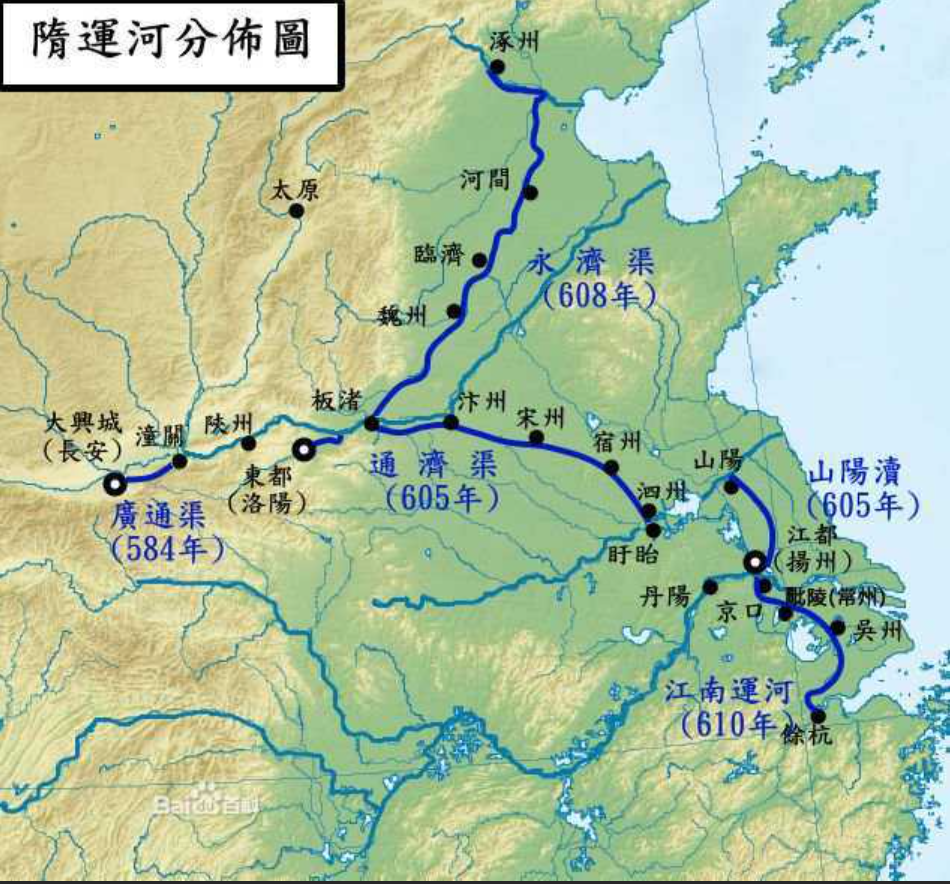 隋運河分佈圖
涿州
太原
河間
臨濟
永濟渠
(608年)
魏州
板渚
汴州
宋州
大興城
(長安)
潼關
陝州
東都
(洛陽)
通濟渠
(605年)
宿州
山陽
山陽瀆
(605年)
廣通渠
(584年)
泗州
盱眙
江都
(揚州)
丹陽
京口
毗陵(常州)
吳州
江南運河
(610年
餘杭
Baidu百科